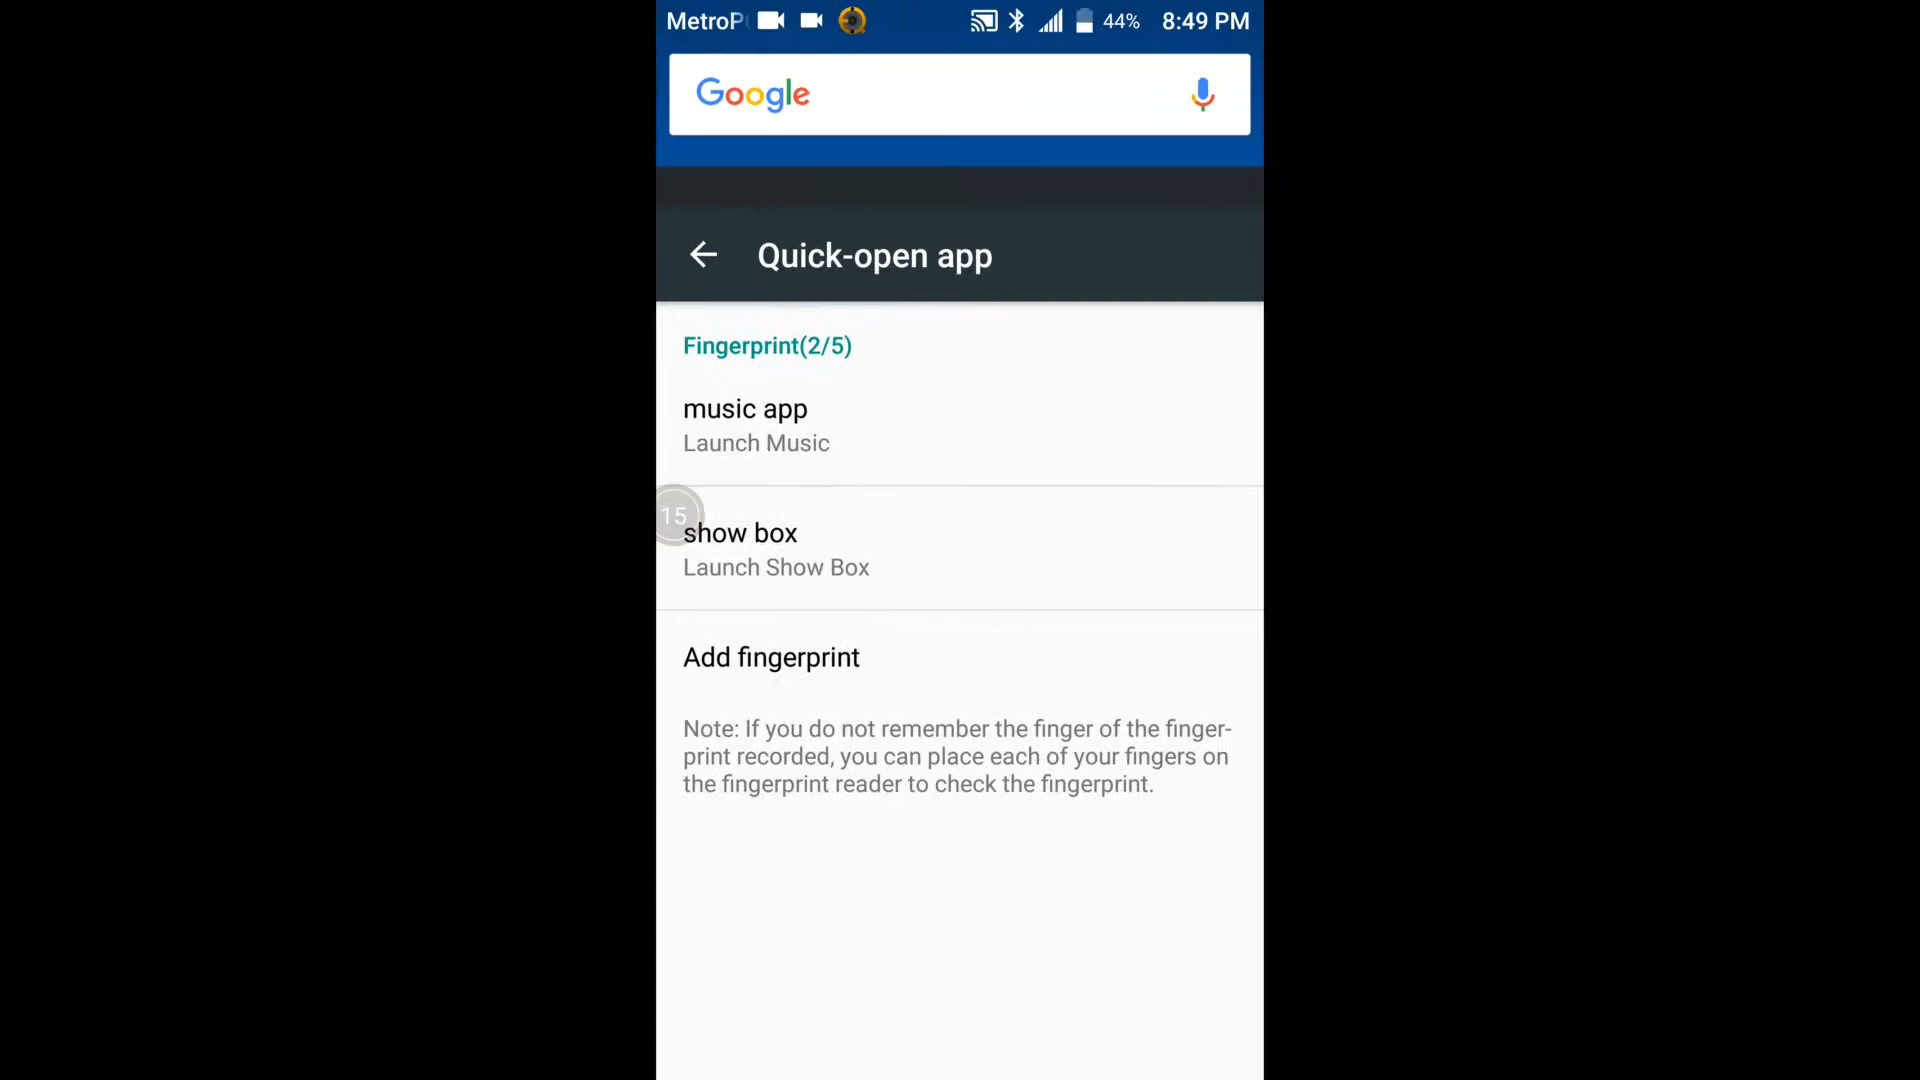 MetroP 44% 8:49 PM
Google
Quick-open app
Fingerprint(2/5)
music app
Launch Music
15
show box
Launch Show Box
Add fingerprint
Note: If you do not remember the finger of the finger-
print recorded, you can place each of your fingers on
the fingerprint reader to check the fingerprint.